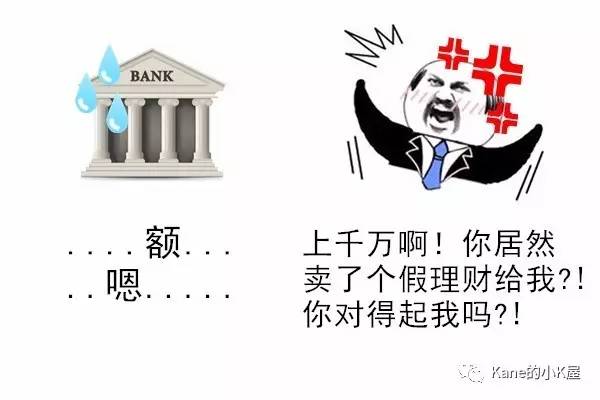 BANK
....额...
..嗯.....
上千万啊！你居然
卖了个假理财给我?!
你对得起我吗?!
Kane的小K屋